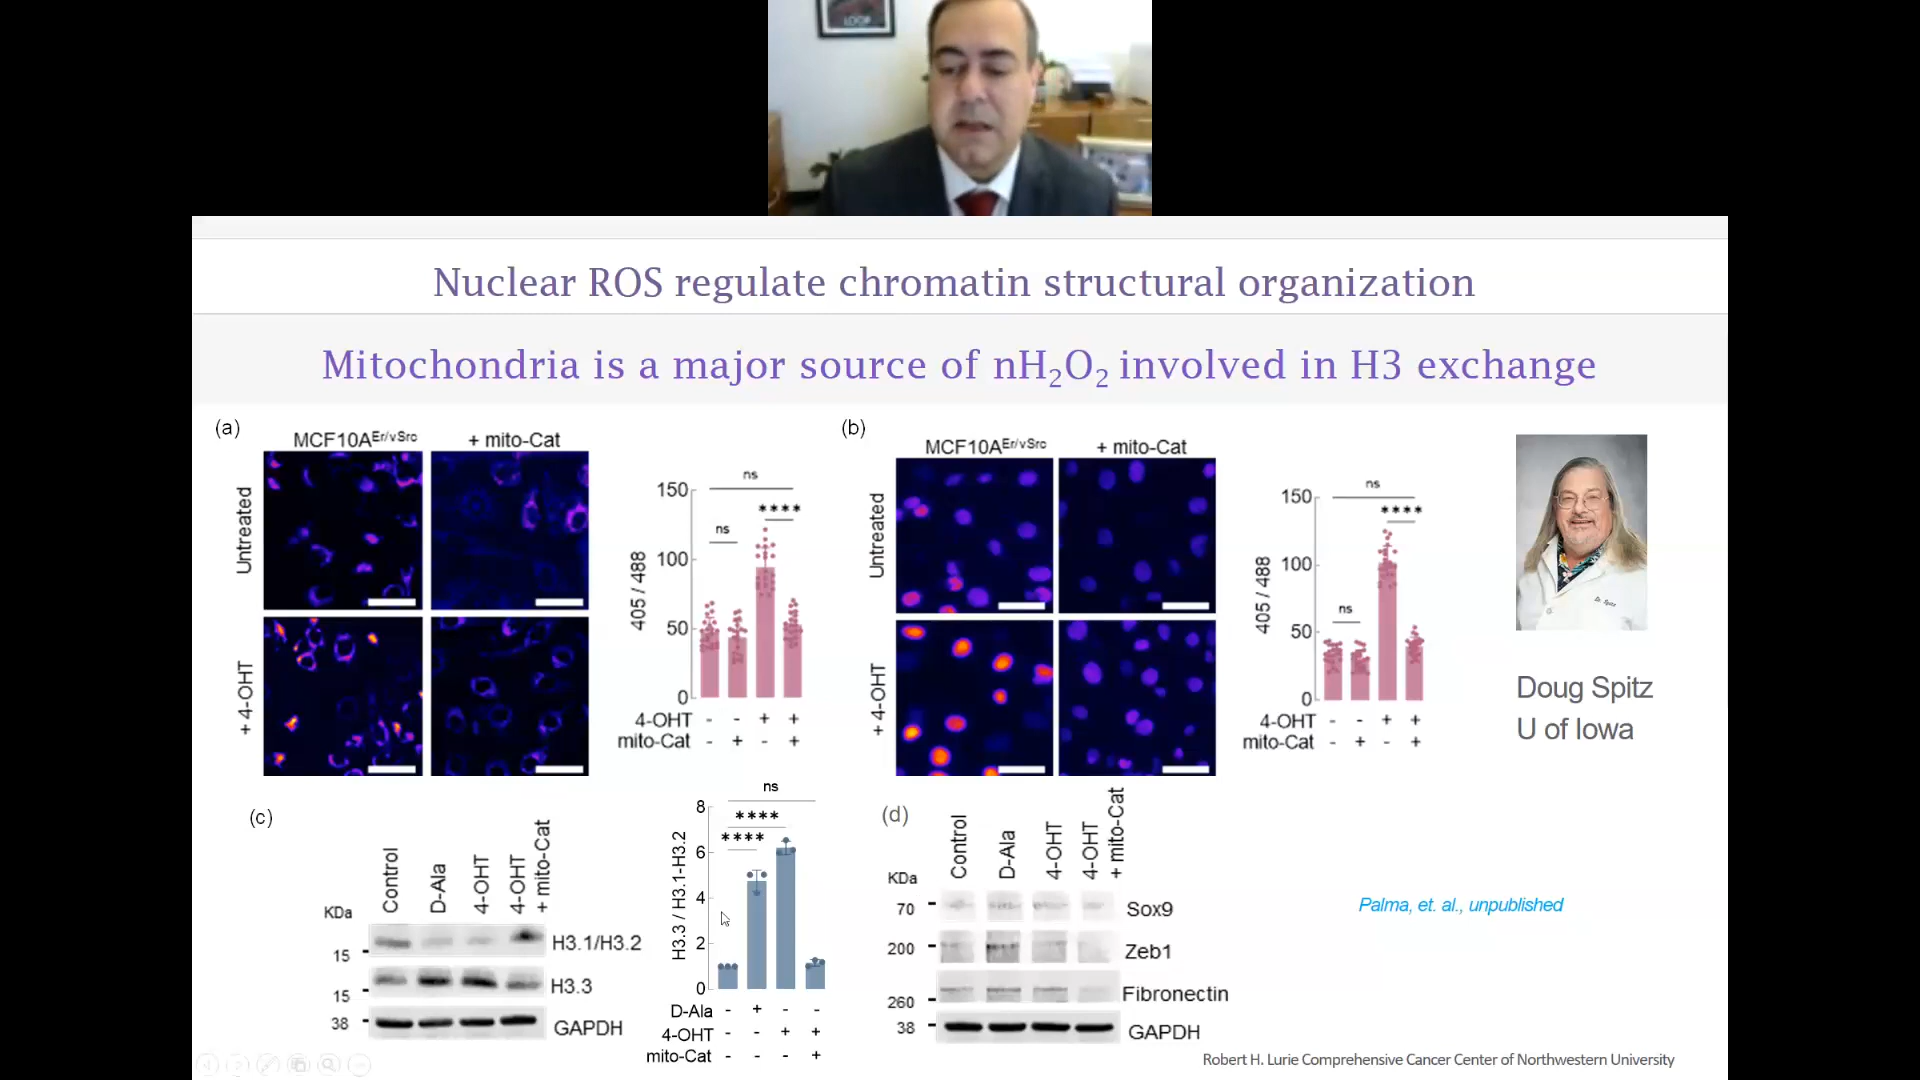 LOOP
Nuclear ROS regulate chromatin structural organization
Mitochondria is a major source of nH2O2 involved in H3 exchange
(a)
MCF10A Er/vSrc
+ mito-Cat
Untreated
+ 4-OHT
405 / 488
150
100
50
0
ns
ns
****
4-OHT - - + +
mito-Cat - + - +
(b)
MCF10A Er/vSrc
+ mito-Cat
Untreated
+ 4-OHT
405 / 488
150
100
50
0
ns
ns
****
4-OHT - - + +
mito-Cat - + - +
Doug Spitz
U of Iowa
(c)
Control
D-Ala
4-OHT
4-OHT
+ mito-Cat
KDa
15
H3.1/H3.2
15
H3.3
38
GAPDH
H3.3 / H3.1-H3.2
8
6
4
2
0
ns
****
****
D-Ala - + - -
4-OHT - - + +
mito-Cat - - - +
(d)
Control
D-Ala
4-OHT
4-OHT
+ mito-Cat
KDa
70
Sox9
200
Zeb1
260
Fibronectin
38
GAPDH
Palma, et. al., unpublished
Robert H. Lurie Comprehensive Cancer Center of Northwestern University